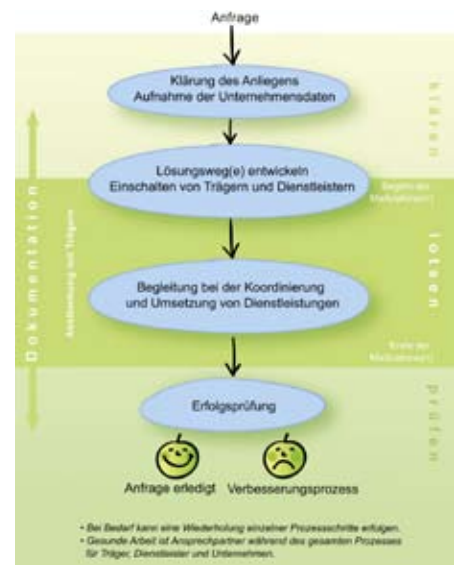 Anfrage
Klärung des Anliegens
Aufnahme der Unternehmensdaten
klären
Lösungsweg(e) entwickeln
Einschalten von Trägern und Dienstleistern
Beginn der
Maßnahme(n)
Dokumentation
Abstimmung mit Trägern
lotsen
Begleitung bei der Koordinierung
und Umsetzung von Dienstleistungen
Ende der
Maßnahme(n)
Erfolgsprüfung
prüfen
Anfrage erledigt
Verbesserungsprozess
• Bei Bedarf kann eine Wiederholung einzelner Prozessschritte erfolgen.
• Gesunde Arbeit ist Ansprechpartner während des gesamten Prozesses
für Träger, Dienstleister und Unternehmen.